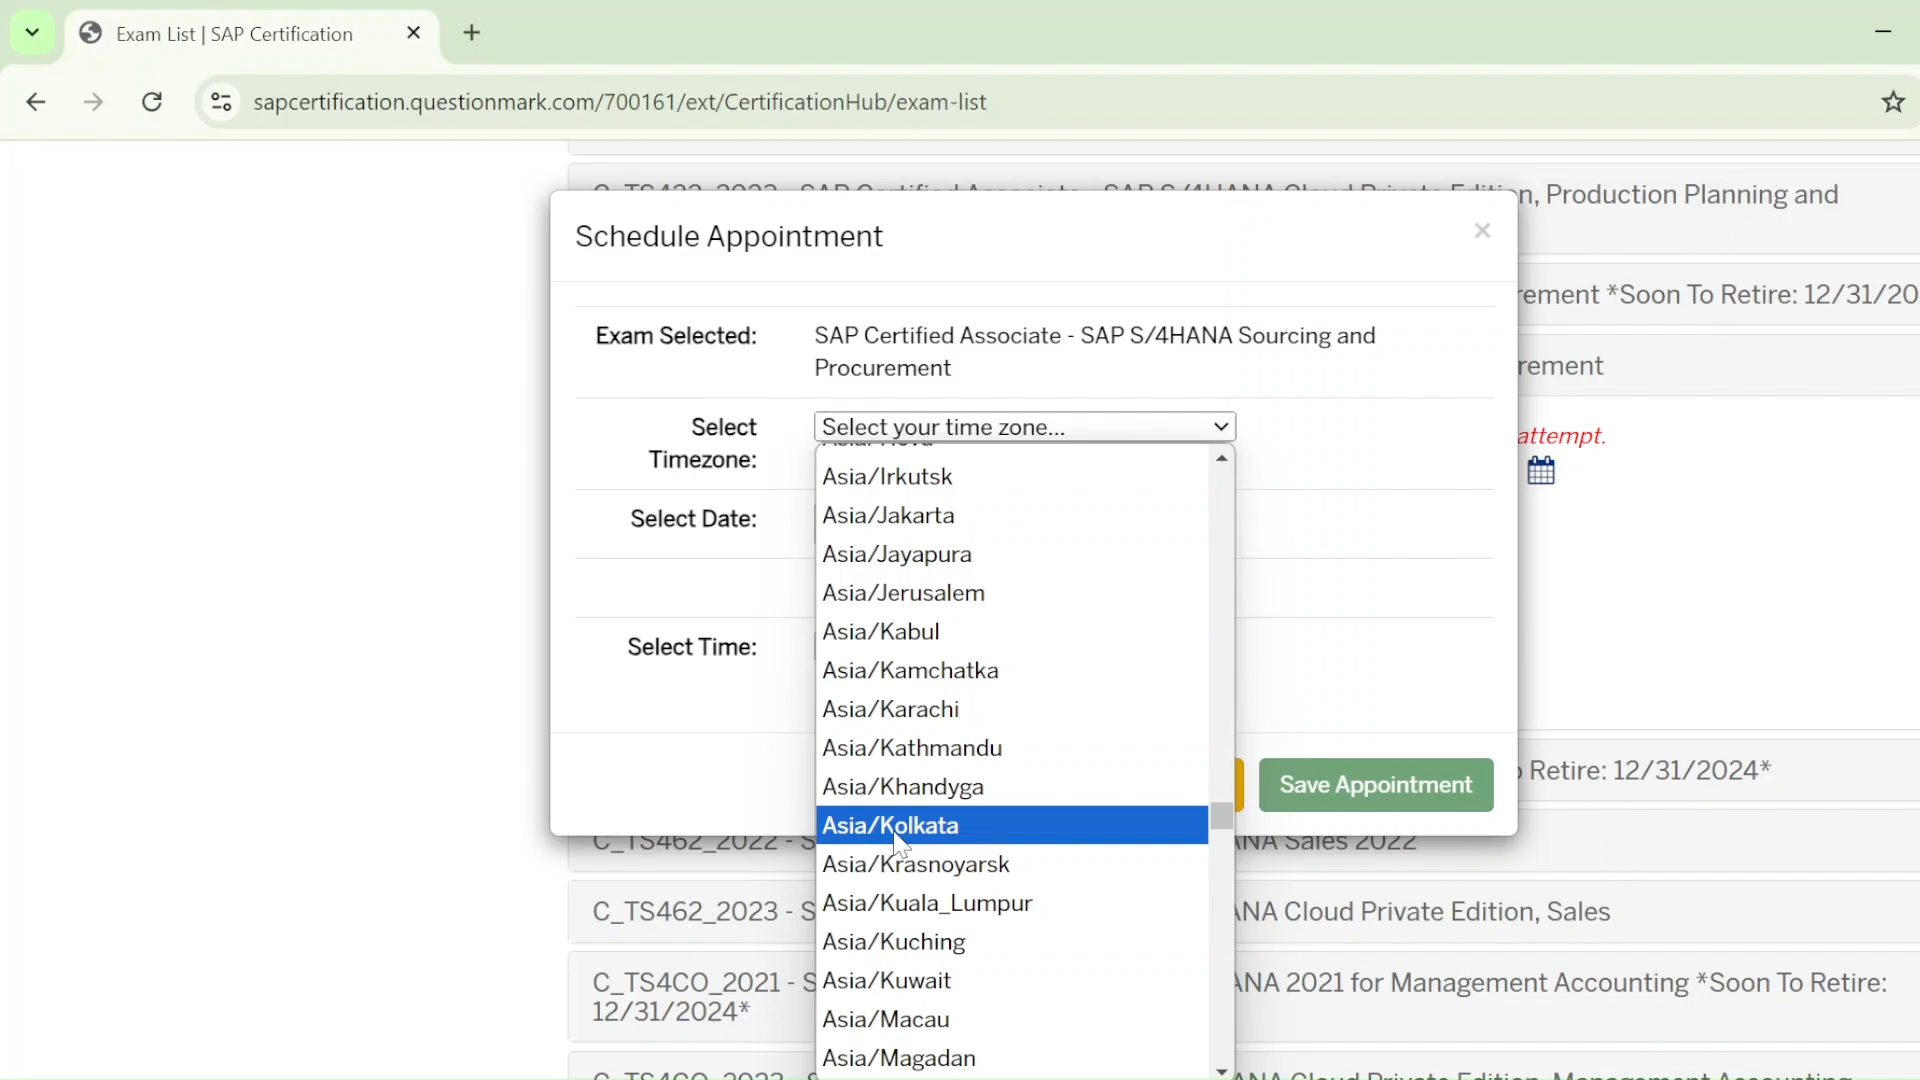 Exam List | SAP Certification
sapcertification.questionmark.com/700161/ext/CertificationHub/exam-list
n, Production Planning and
Schedule Appointment
rement *Soon To Retire: 12/31/20
Exam Selected:
SAP Certified Associate - SAP S/4HANA Sourcing and
Procurement
rement
Select
Timezone:
Select your time zone...
attempt.
Asia/Irkutsk
Asia/Jakarta
Select Date:
Asia/Jayapura
Asia/Jerusalem
Asia/Kabul
Select Time:
Asia/Kamchatka
Asia/Karachi
Asia/Kathmandu
Asia/Khandyga
Save Appointment
Retire: 12/31/2024*
Asia/Kolkata
C_TS462_2022 - S
ANA Sales 2022
Asia/Krasnoyarsk
Asia/Kuala_Lumpur
C_TS462_2023 - S
ANA Cloud Private Edition, Sales
Asia/Kuching
Asia/Kuwait
C_TS4CO_2021 - S
ANA 2021 for Management Accounting *Soon To Retire:
12/31/2024*
Asia/Macau
Asia/Magadan